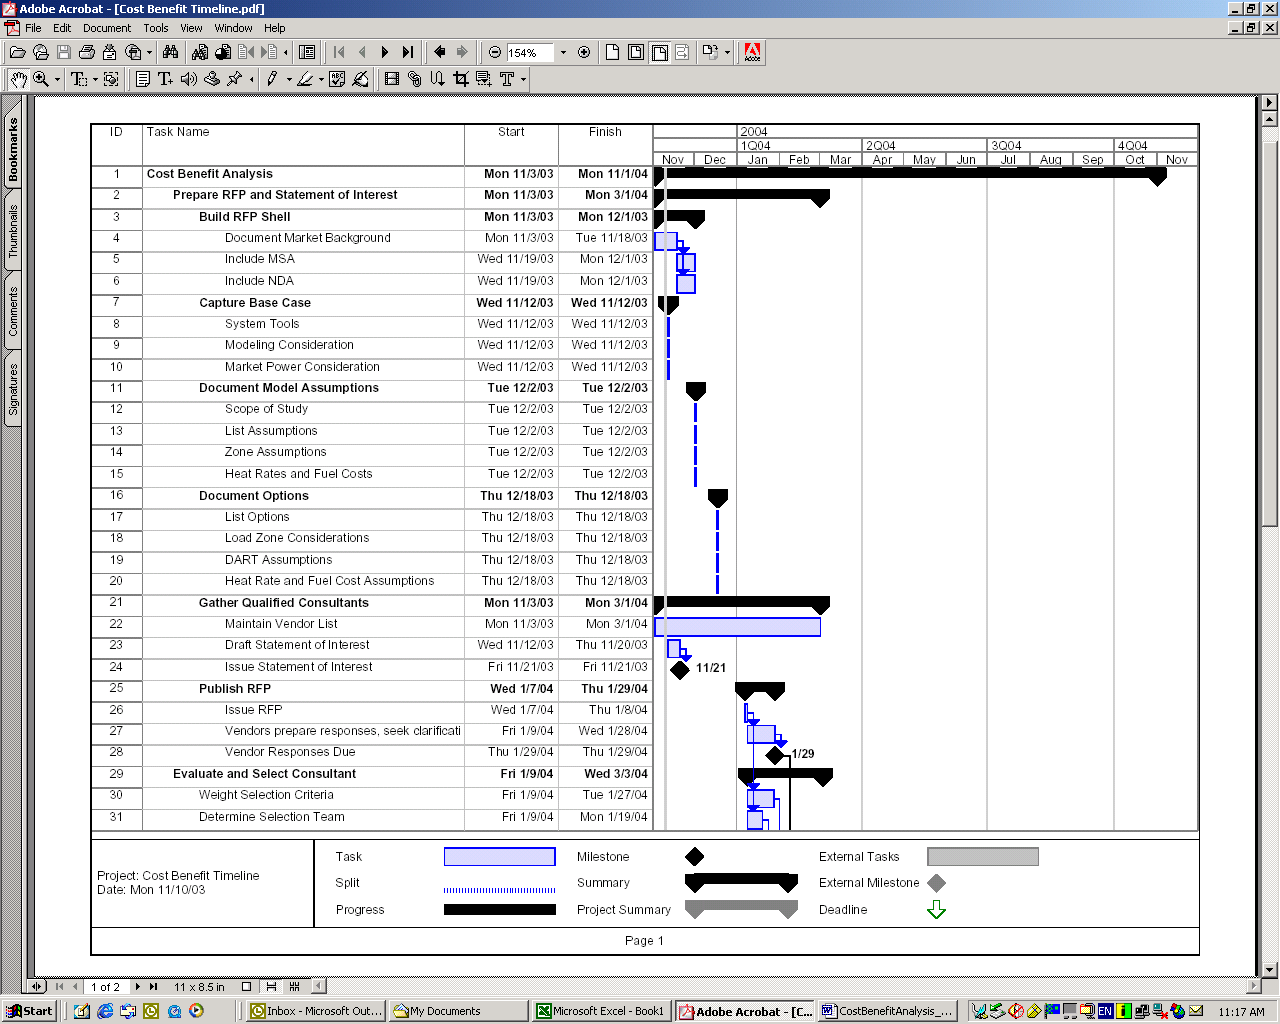 Adobe Acrobat - [Cost Benefit Timeline.pdf]
File Edit Document Tools View Window Help
154%
Adobe
Bookmarks
Thumbnails
Comments
Signatures
ID Task Name Start Finish 2004
1Q04 2Q04 3Q04 4Q04
Nov Dec Jan Feb Mar Apr May Jun Jul Aug Sep Oct Nov
1 Cost Benefit Analysis Mon 11/3/03 Mon 11/1/04
2 Prepare RFP and Statement of Interest Mon 11/3/03 Mon 3/1/04
3 Build RFP Shell Mon 11/3/03 Mon 12/1/03
4 Document Market Background Mon 11/3/03 Tue 11/18/03
5 Include MSA Wed 11/19/03 Mon 12/1/03
6 Include NDA Wed 11/19/03 Mon 12/1/03
7 Capture Base Case Wed 11/12/03 Wed 11/12/03
8 System Tools Wed 11/12/03 Wed 11/12/03
9 Modeling Consideration Wed 11/12/03 Wed 11/12/03
10 Market Power Consideration Wed 11/12/03 Wed 11/12/03
11 Document Model Assumptions Tue 12/2/03 Tue 12/2/03
12 Scope of Study Tue 12/2/03 Tue 12/2/03
13 List Assumptions Tue 12/2/03 Tue 12/2/03
14 Zone Assumptions Tue 12/2/03 Tue 12/2/03
15 Heat Rates and Fuel Costs Tue 12/2/03 Tue 12/2/03
16 Document Options Thu 12/18/03 Thu 12/18/03
17 List Options Thu 12/18/03 Thu 12/18/03
18 Load Zone Considerations Thu 12/18/03 Thu 12/18/03
19 DART Assumptions Thu 12/18/03 Thu 12/18/03
20 Heat Rate and Fuel Cost Assumptions Thu 12/18/03 Thu 12/18/03
21 Gather Qualified Consultants Mon 11/3/03 Mon 3/1/04
22 Maintain Vendor List Mon 11/3/03 Mon 3/1/04
23 Draft Statement of Interest Wed 11/12/03 Thu 11/20/03
24 Issue Statement of Interest Fri 11/21/03 Fri 11/21/03 11/21
25 Publish RFP Wed 1/7/04 Thu 1/29/04
26 Issue RFP Wed 1/7/04 Thu 1/8/04
27 Vendors prepare responses, seek clarificati Fri 1/9/04 Wed 1/28/04
28 Vendor Responses Due Thu 1/29/04 Thu 1/29/04 1/29
29 Evaluate and Select Consultant Fri 1/9/04 Wed 3/3/04
30 Weight Selection Criteria Fri 1/9/04 Tue 1/27/04
31 Determine Selection Team Fri 1/9/04 Mon 1/19/04
Project: Cost Benefit Timeline
Date: Mon 11/10/03
Task Milestone External Tasks
Split Summary External Milestone
Progress Project Summary Deadline
Page 1
1 of 2 11 x 8.5 in
Start Inbox - Microsoft Out... My Documents Microsoft Excel - Book1 Adobe Acrobat - [C... CostBenefitAnalysis_... EN 11:17 AM